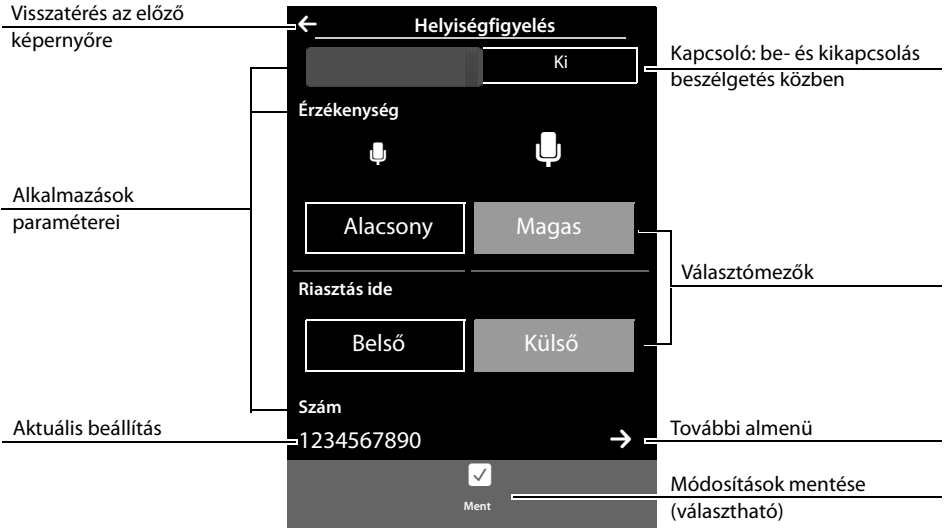 Visszatérés az előző
képernyőre
Helyiségfigyelés
Ki
Kapcsoló: be- és kikapcsolás
beszélgetés közben
Érzékenység
Alkalmazások
paraméterei
Alacsony
Magas
Választómezők
Riasztás ide
Belső
Külső
Szám
Aktuális beállítás
1234567890
További almenü
Ment
Módosítások mentése
(választható)